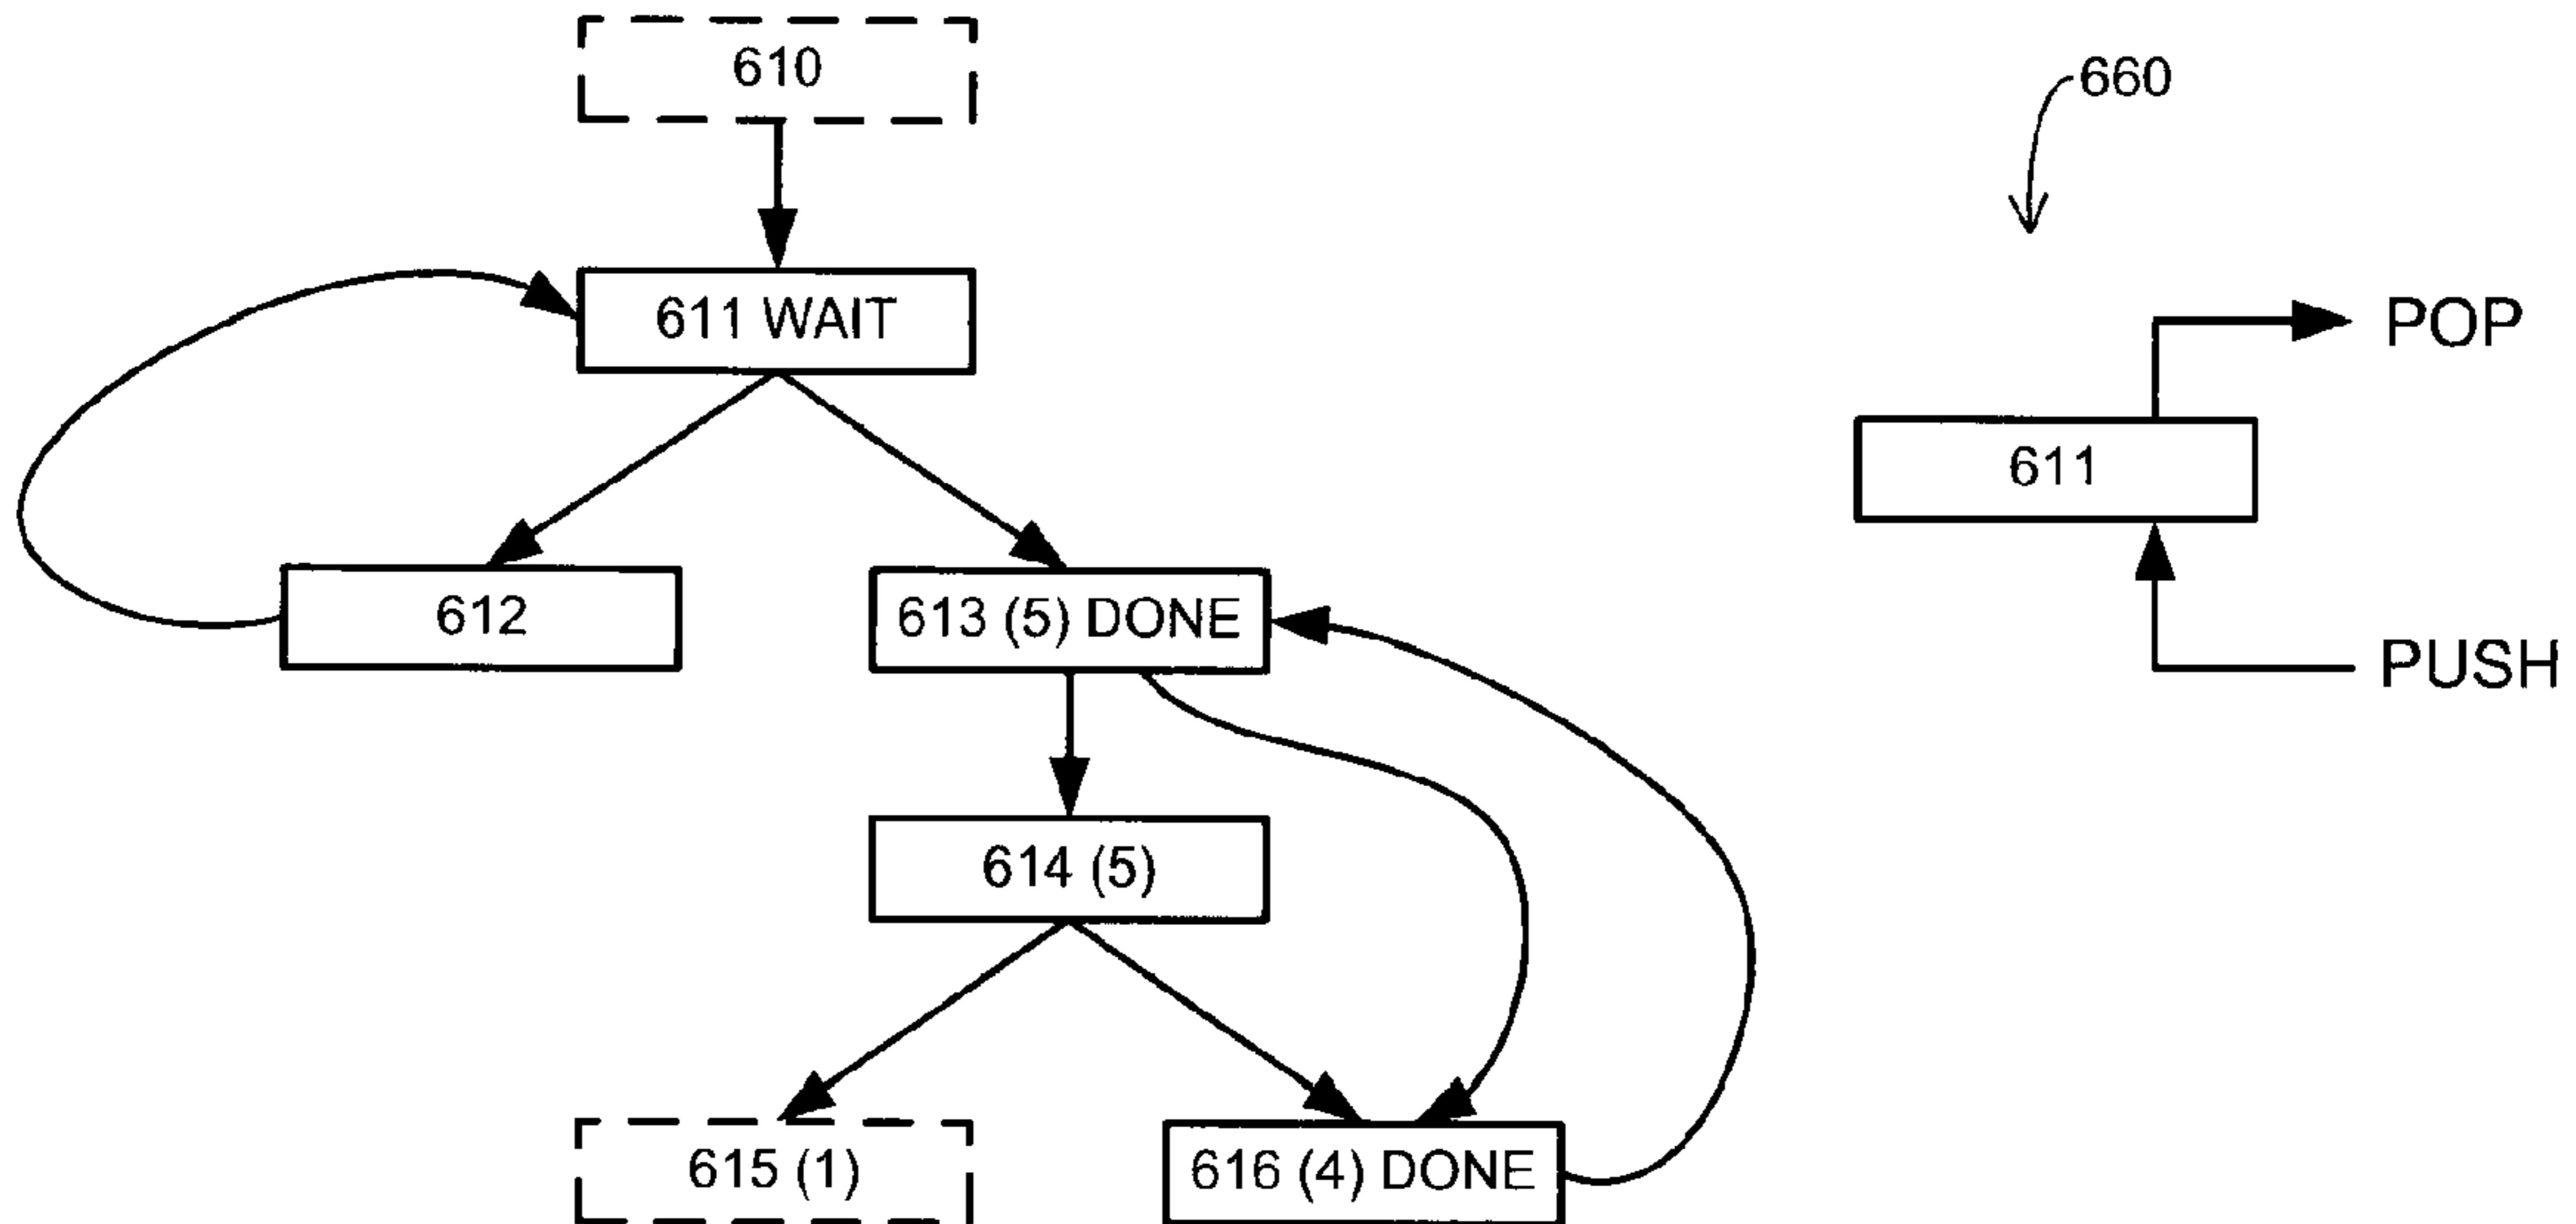 610
660
611 WAIT
POP
611
612
613 (5) DONE
PUSH
614 (5)
615 (1)
616 (4) DONE